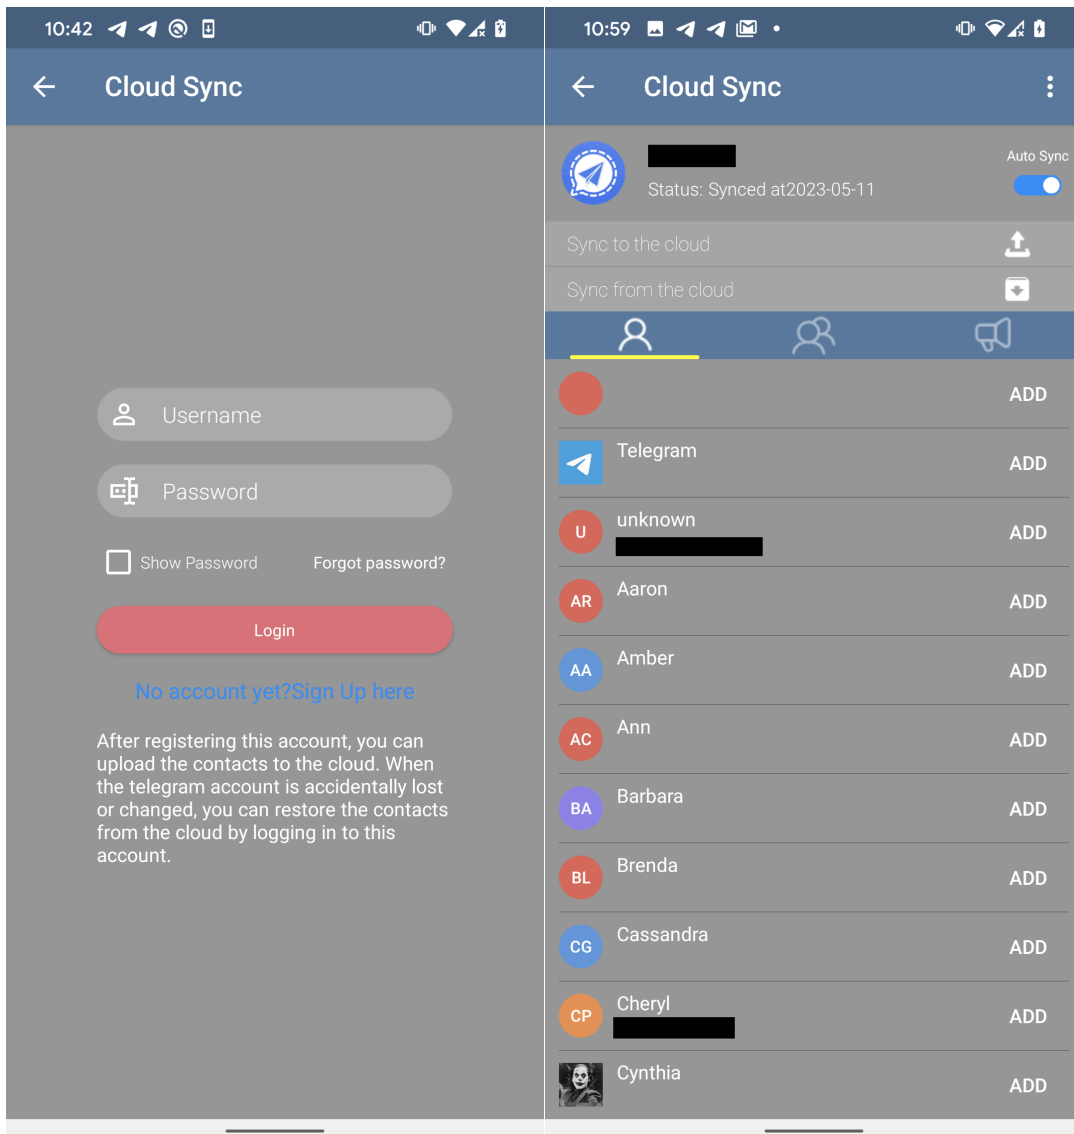 10:42
Cloud Sync
Username
Password
Show Password
Forgot password?
Login
No account yet?Sign Up here
After registering this account, you can
upload the contacts to the cloud. When
the telegram account is accidentally lost
or changed, you can restore the contacts
from the cloud by logging in to this
account.
10:59
Cloud Sync
Auto Sync
Status: Synced at2023-05-11
Sync to the cloud
Sync from the cloud
ADD
Telegram
ADD
U
unknown
ADD
AR
Aaron
ADD
AA
Amber
ADD
AC
Ann
ADD
BA
Barbara
ADD
BL
Brenda
ADD
CG
Cassandra
ADD
CP
Cheryl
ADD
Cynthia
ADD